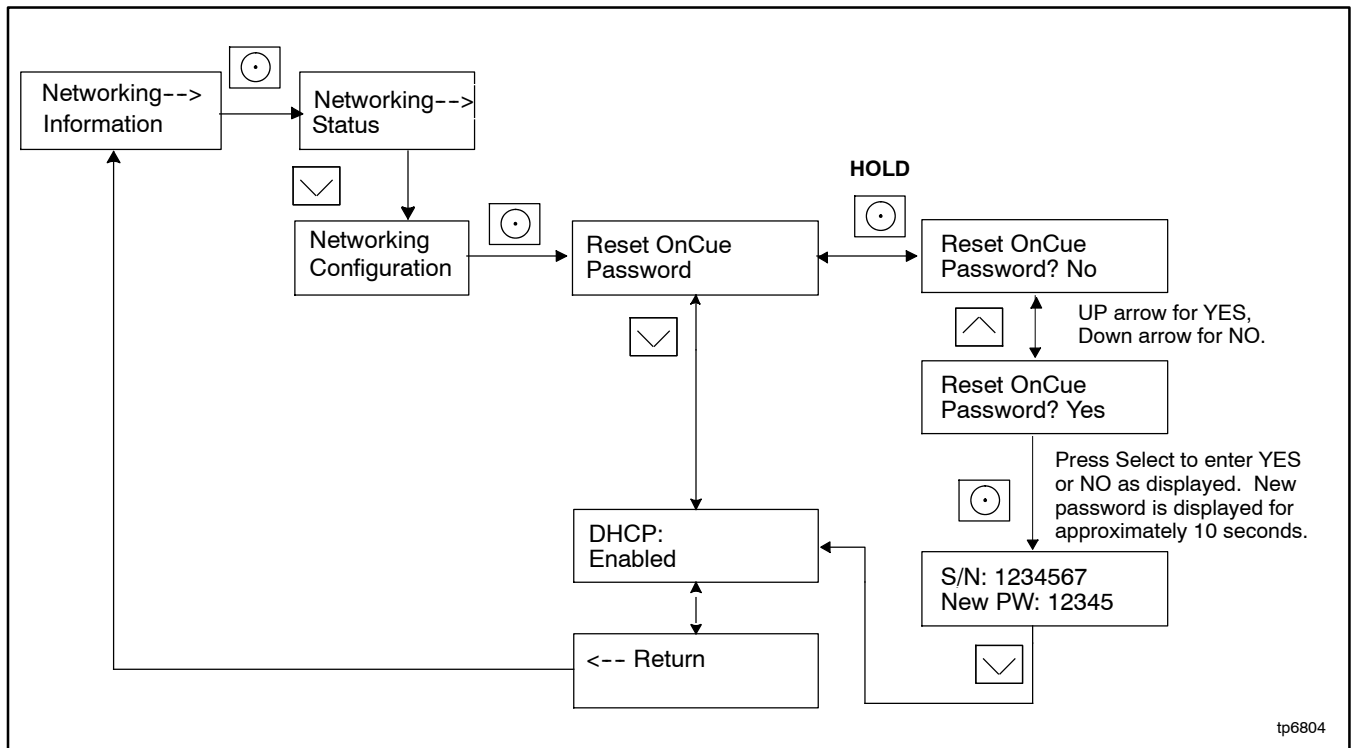 Networking-->
Information
Networking-->
Status
Networking
Configuration
Reset OnCue
Password
HOLD
Reset OnCue
Password? No
UP arrow for YES,
Down arrow for NO.
Reset OnCue
Password? Yes
Press Select to enter YES
or NO as displayed.  New
password is displayed for
approximately 10 seconds.
S/N: 1234567
New PW: 12345
DHCP:
Enabled
<-- Return
tp6804